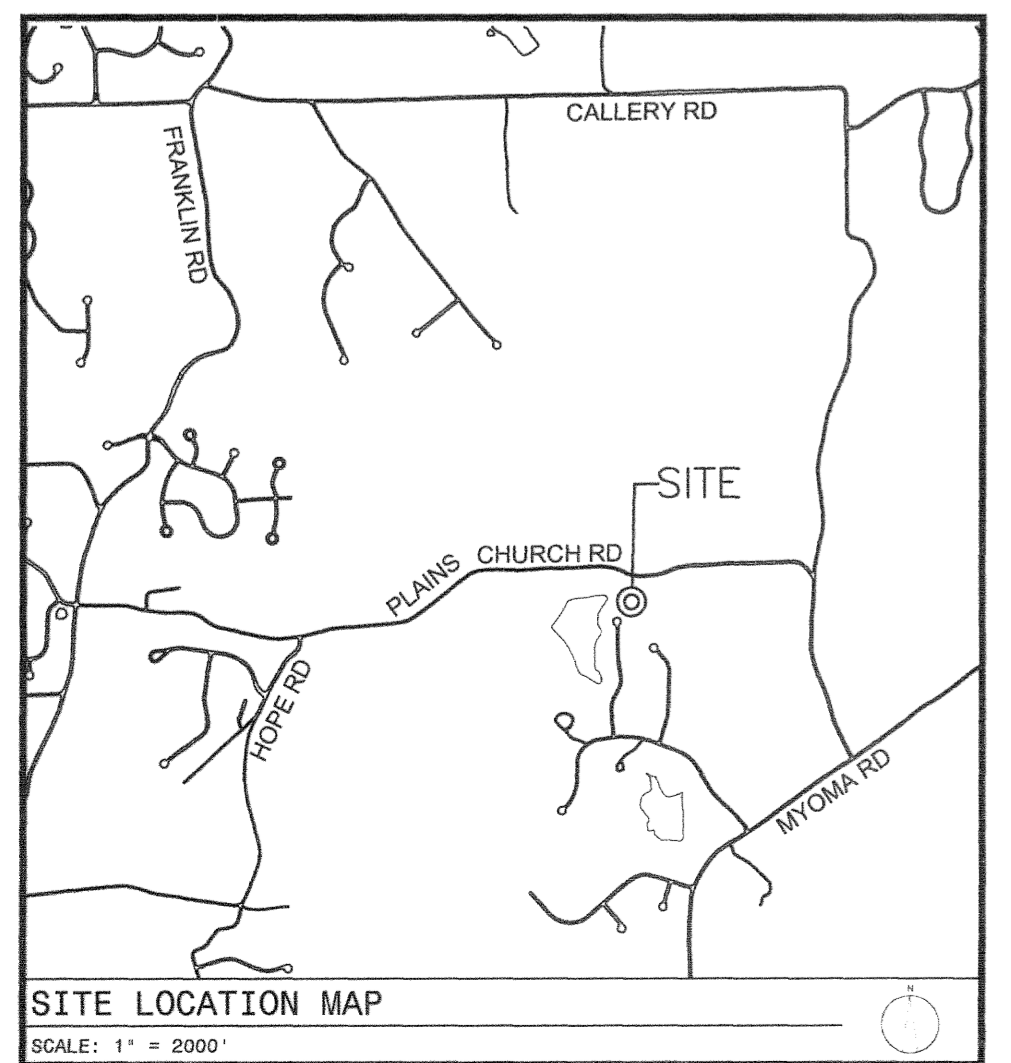 CALLERY RD
FRANKLIN RD
SITE
PLAINS CHURCH RD
HOPE RD
MYOMA RD
SITE LOCATION MAP
N
SCALE: 1" = 2000'